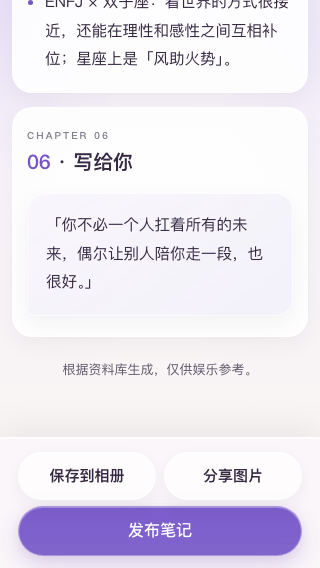 ENFJ × 双子座：看世界的方式很接
近，还能在理性和感性之间互相补
位；星座上是「风助火势」。
CHAPTER 06
06 · 写给你
「你不必一个人扛着所有的未
来，偶尔让别人陪你走一段，也
很好。」
根据资料库生成，仅供娱乐参考。
保存到相册
分享图片
发布笔记